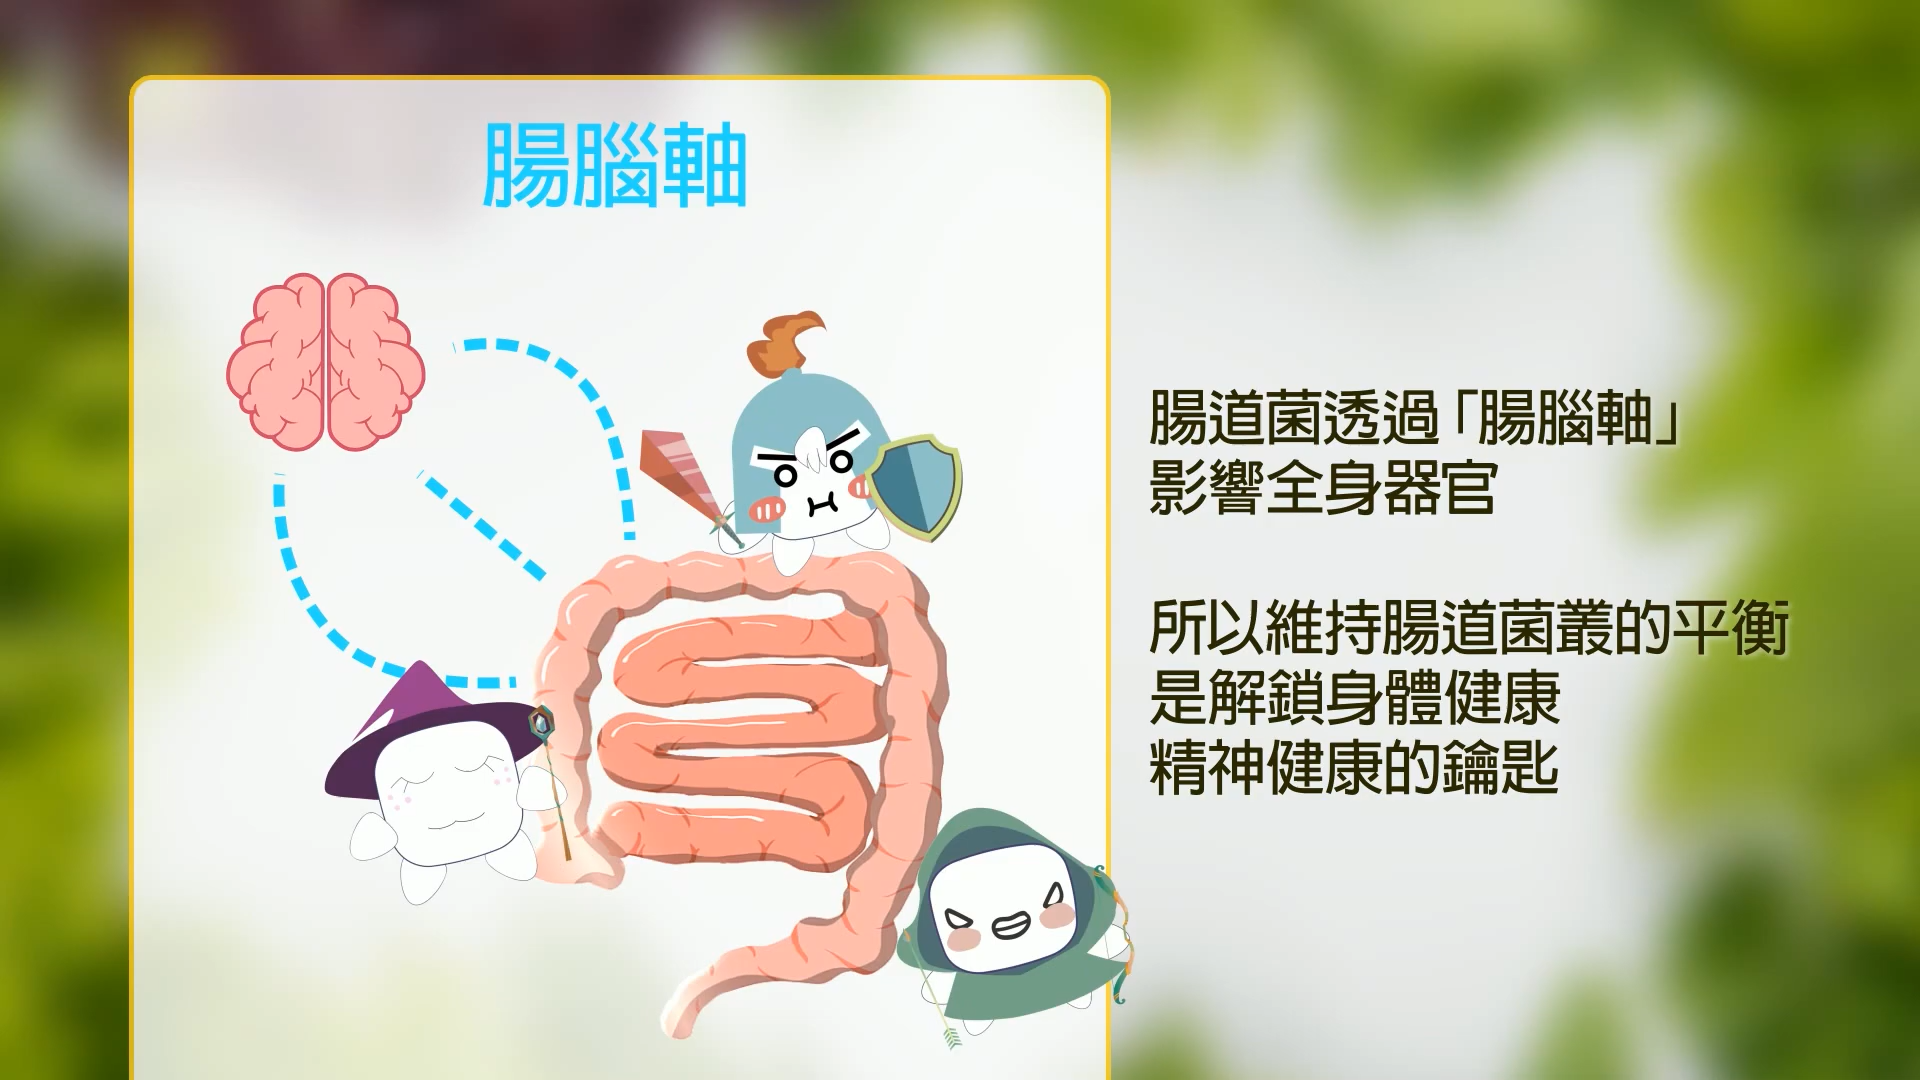 腸腦軸
腸道菌透過「腸腦軸」
影響全身器官
所以維持腸道菌叢的平衡
是解鎖身體健康
精神健康的鑰匙